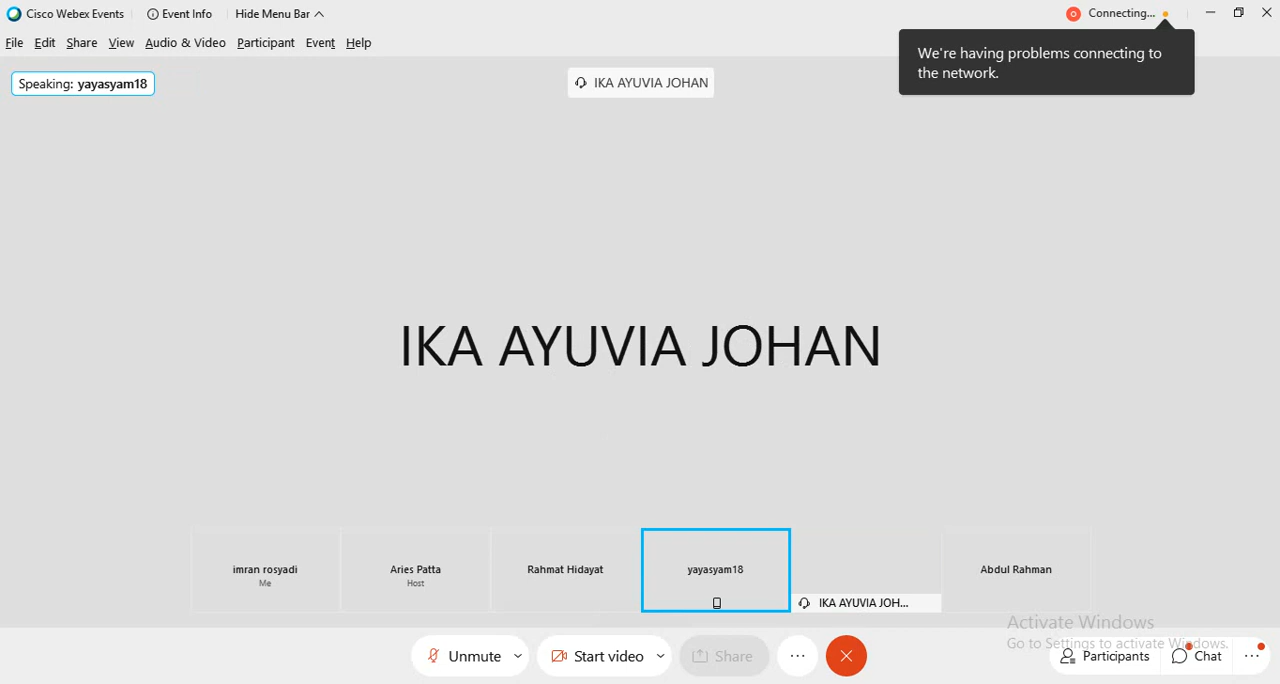 Cisco Webex Events
Event Info
Hide Menu Bar
Connecting...
File Edit Share View Audio & Video Participant Event Help
We're having problems connecting to
the network.
Speaking: yayasyam18
IKA AYUVIA JOHAN
IKA AYUVIA JOHAN
imran rosyadi
Me
Aries Patta
Host
Rahmat Hidayat
yayasyam18
IKA AYUVIA JOH...
Abdul Rahman
Activate Windows
Go to Settings to activate Windows.
Unmute
Start video
Share
Participants
Chat